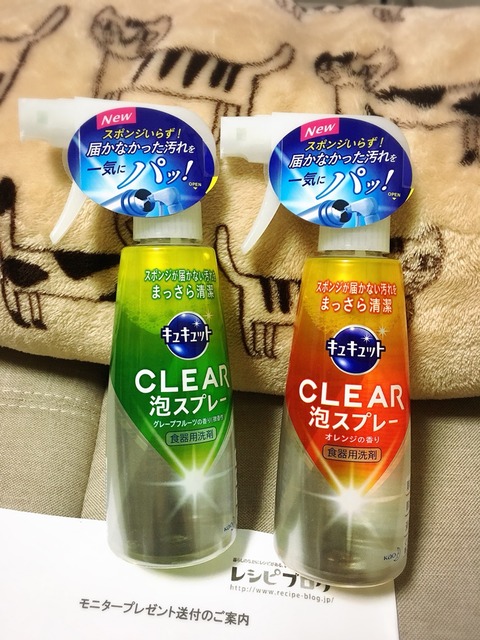 New
スポンジいらず!
届かなかった汚れを
一気に
パッ!
OPEN
スポンジが届かない汚れを
まっさら清潔
キュキュット
CLEAR
泡スプレー
グレープフルーツの香り
食器用洗剤
New
スポンジいらず!
届かなかった汚れを
一気に
パッ!
OPEN
スポンジが届かない汚れを
まっさら清潔
キュキュット
CLEAR
泡スプレー
オレンジの香り
食器用洗剤
Kao
レシピブログ
http://www.recipe-blog.jp/
モニタープレゼント送付のご案内